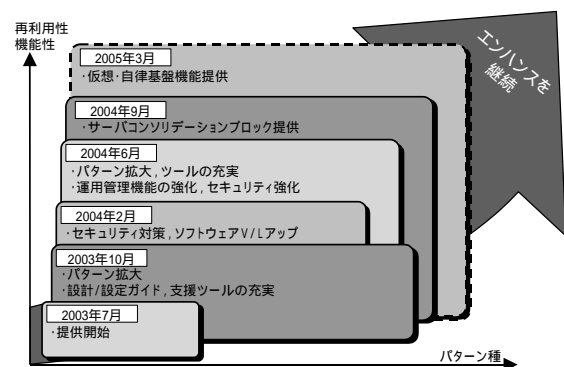 再利用性
機能性
エンハンスを
継続
2005年3月
・仮想・自律基盤機能提供
2004年9月
・サーバコンソリデーションブロック提供
2004年6月
・パターン拡大，ツールの充実
・運用管理機能の強化，セキュリティ強化
2004年2月
・セキュリティ対策，ソフトウェアV/Lアップ
2003年10月
・パターン拡大
・設計/設定ガイド，支援ツールの充実
2003年7月
・提供開始
パターン種